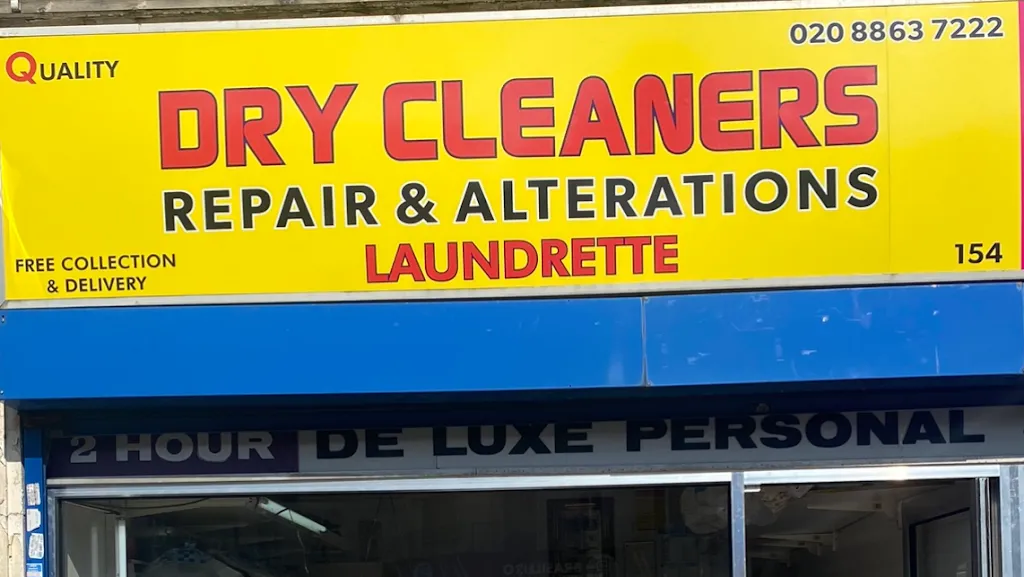 020 8863 7222
QUALITY
DRY CLEANERS
REPAIR & ALTERATIONS
LAUNDRETTE
FREE COLLECTION
& DELIVERY
154
2 HOUR DE LUXE PERSONAL